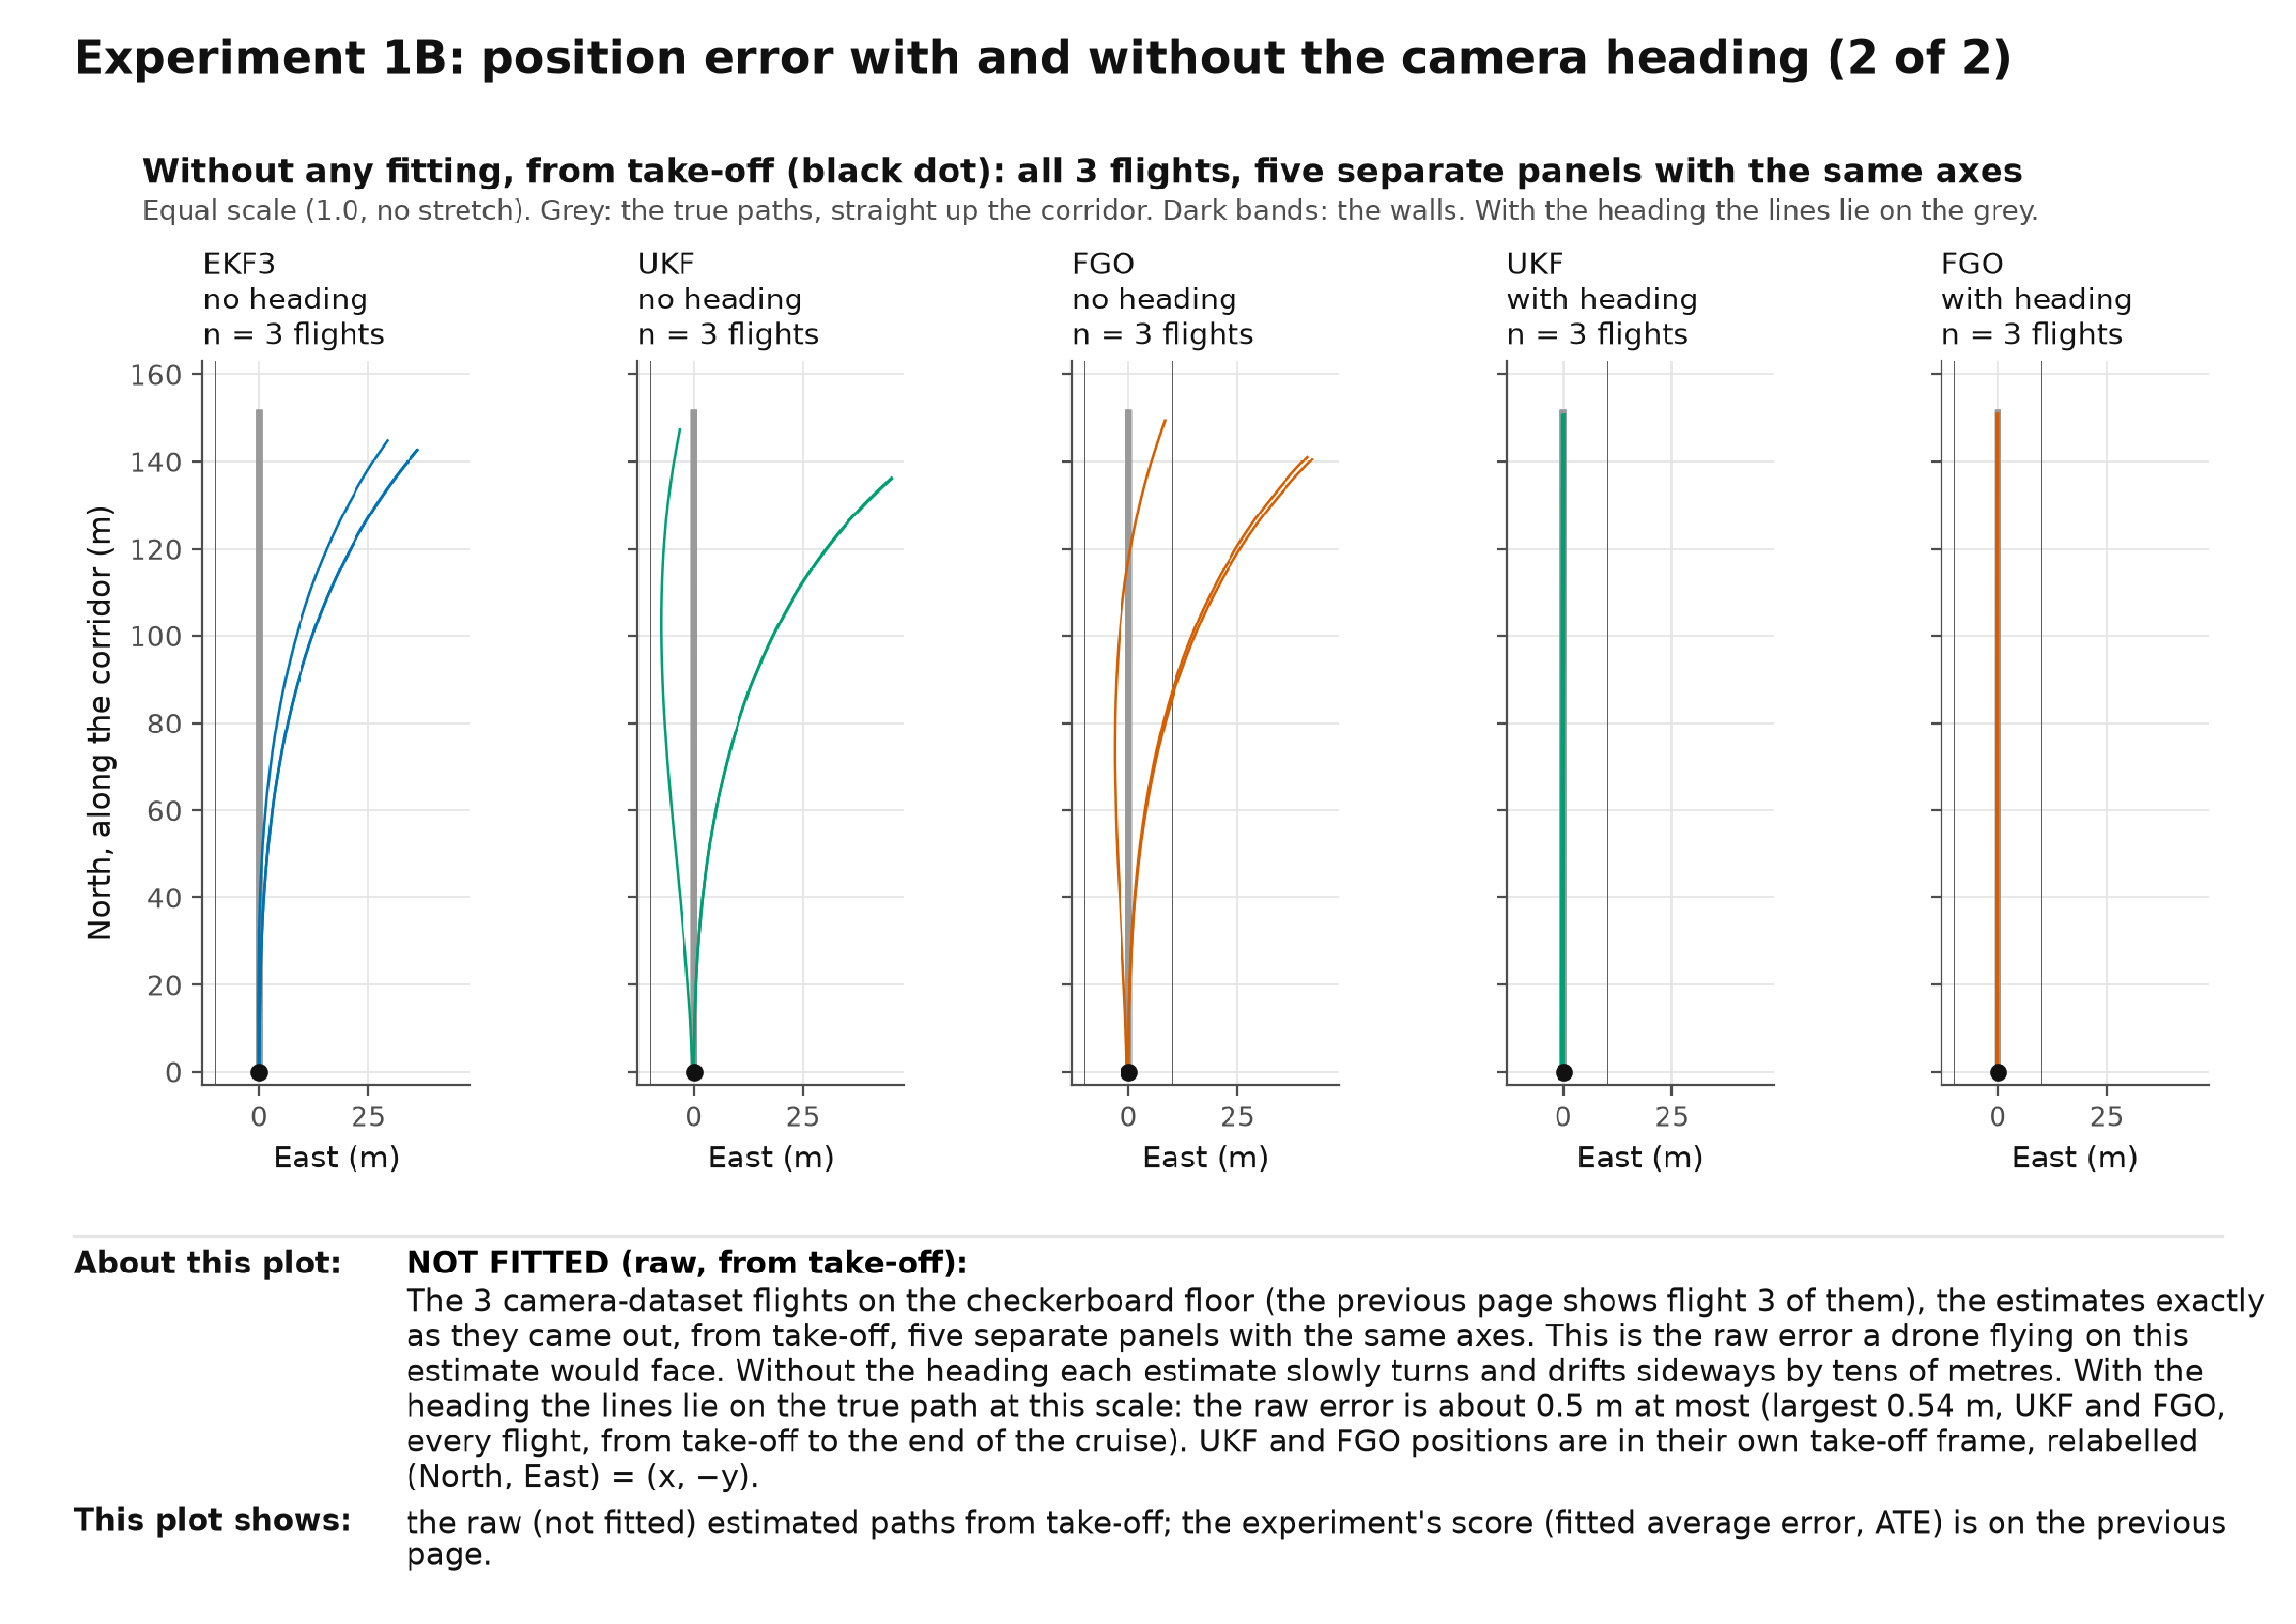 Experiment 1B: position error with and without the camera heading (2 of 2)
Without any fitting, from take-off (black dot): all 3 flights, five separate panels with the same axes
Equal scale (1.0, no stretch). Grey: the true paths, straight up the corridor. Dark bands: the walls. With the heading the lines lie on the grey.
EKF3
no heading
n = 3 flights
UKF
no heading
n = 3 flights
FGO
no heading
n = 3 flights
UKF
with heading
n = 3 flights
FGO
with heading
n = 3 flights
North, along the corridor (m)
160
140
120
100
80
60
40
20
0
0 25
0 25
0 25
0 25
0 25
East (m)
East (m)
East (m)
East (m)
East (m)
About this plot:
NOT FITTED (raw, from take-off):
The 3 camera-dataset flights on the checkerboard floor (the previous page shows flight 3 of them), the estimates exactly
as they came out, from take-off, five separate panels with the same axes. This is the raw error a drone flying on this
estimate would face. Without the heading each estimate slowly turns and drifts sideways by tens of metres. With the
heading the lines lie on the true path at this scale: the raw error is about 0.5 m at most (largest 0.54 m, UKF and FGO,
every flight, from take-off to the end of the cruise). UKF and FGO positions are in their own take-off frame, relabelled
(North, East) = (x, −y).
This plot shows:
the raw (not fitted) estimated paths from take-off; the experiment's score (fitted average error, ATE) is on the previous
page.